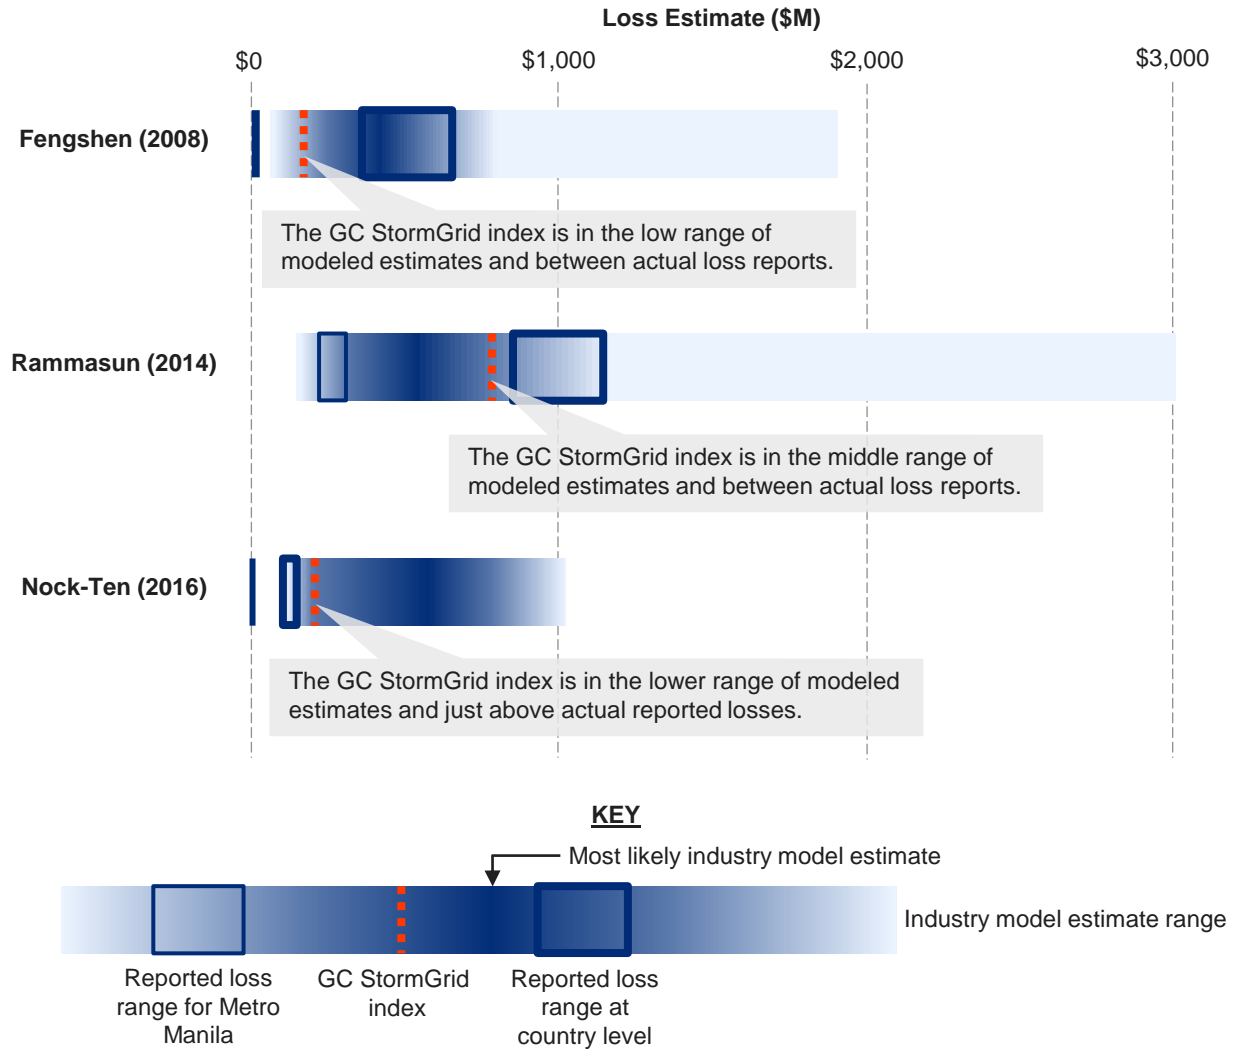 Loss Estimate ($M)
$0
$1,000
$2,000
$3,000
Fengshen (2008)
The GC StormGrid index is in the low range of
modeled estimates and between actual loss reports.
Rammasun (2014)
The GC StormGrid index is in the middle range of
modeled estimates and between actual loss reports.
Nock-Ten (2016)
The GC StormGrid index is in the lower range of modeled
estimates and just above actual reported losses.
KEY
Most likely industry model estimate
Industry model estimate range
Reported loss
range for Metro
Manila
GC StormGrid
index
Reported loss
range at
country level